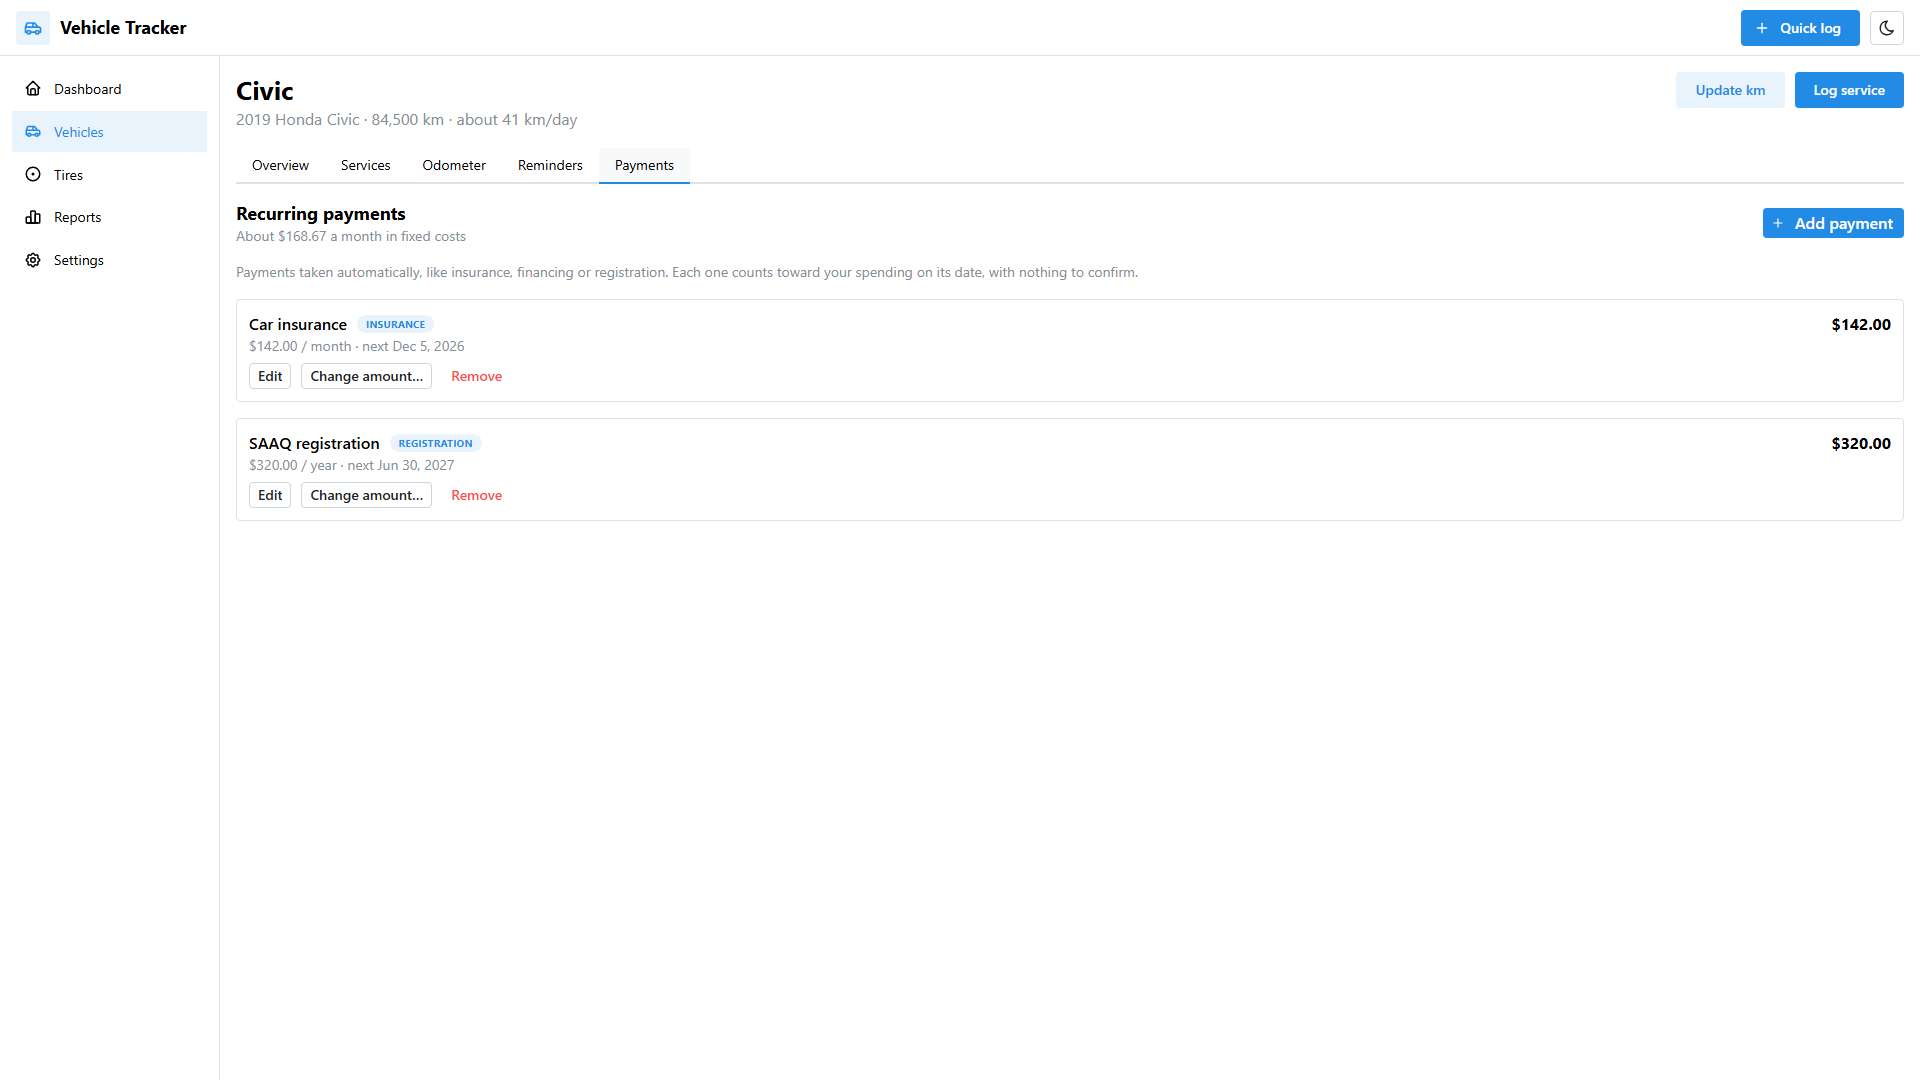 Vehicle Tracker
Quick log
Dashboard
Vehicles
Tires
Reports
Settings
Civic
2019 Honda Civic · 84,500 km · about 41 km/day
Update km
Log service
Overview
Services
Odometer
Reminders
Payments
Recurring payments
About $168.67 a month in fixed costs
+ Add payment
Payments taken automatically, like insurance, financing or registration. Each one counts toward your spending on its date, with nothing to confirm.
Car insurance INSURANCE
$142.00
$142.00 / month · next Dec 5, 2026
Edit
Change amount...
Remove
SAAQ registration REGISTRATION
$320.00
$320.00 / year · next Jun 30, 2027
Edit
Change amount...
Remove